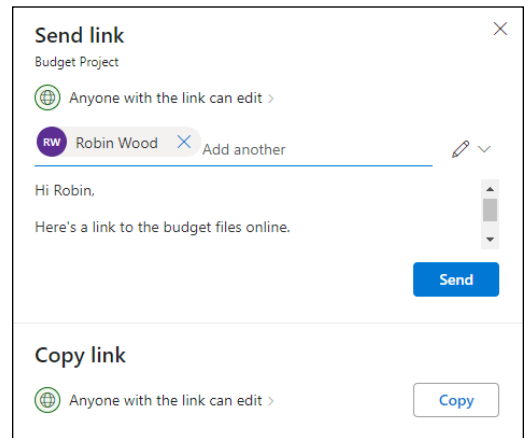 Send link
Budget Project
Anyone with the link can edit
RW Robin Wood Add another
Hi Robin,
Here's a link to the budget files online.
Send
Copy link
Anyone with the link can edit
Copy